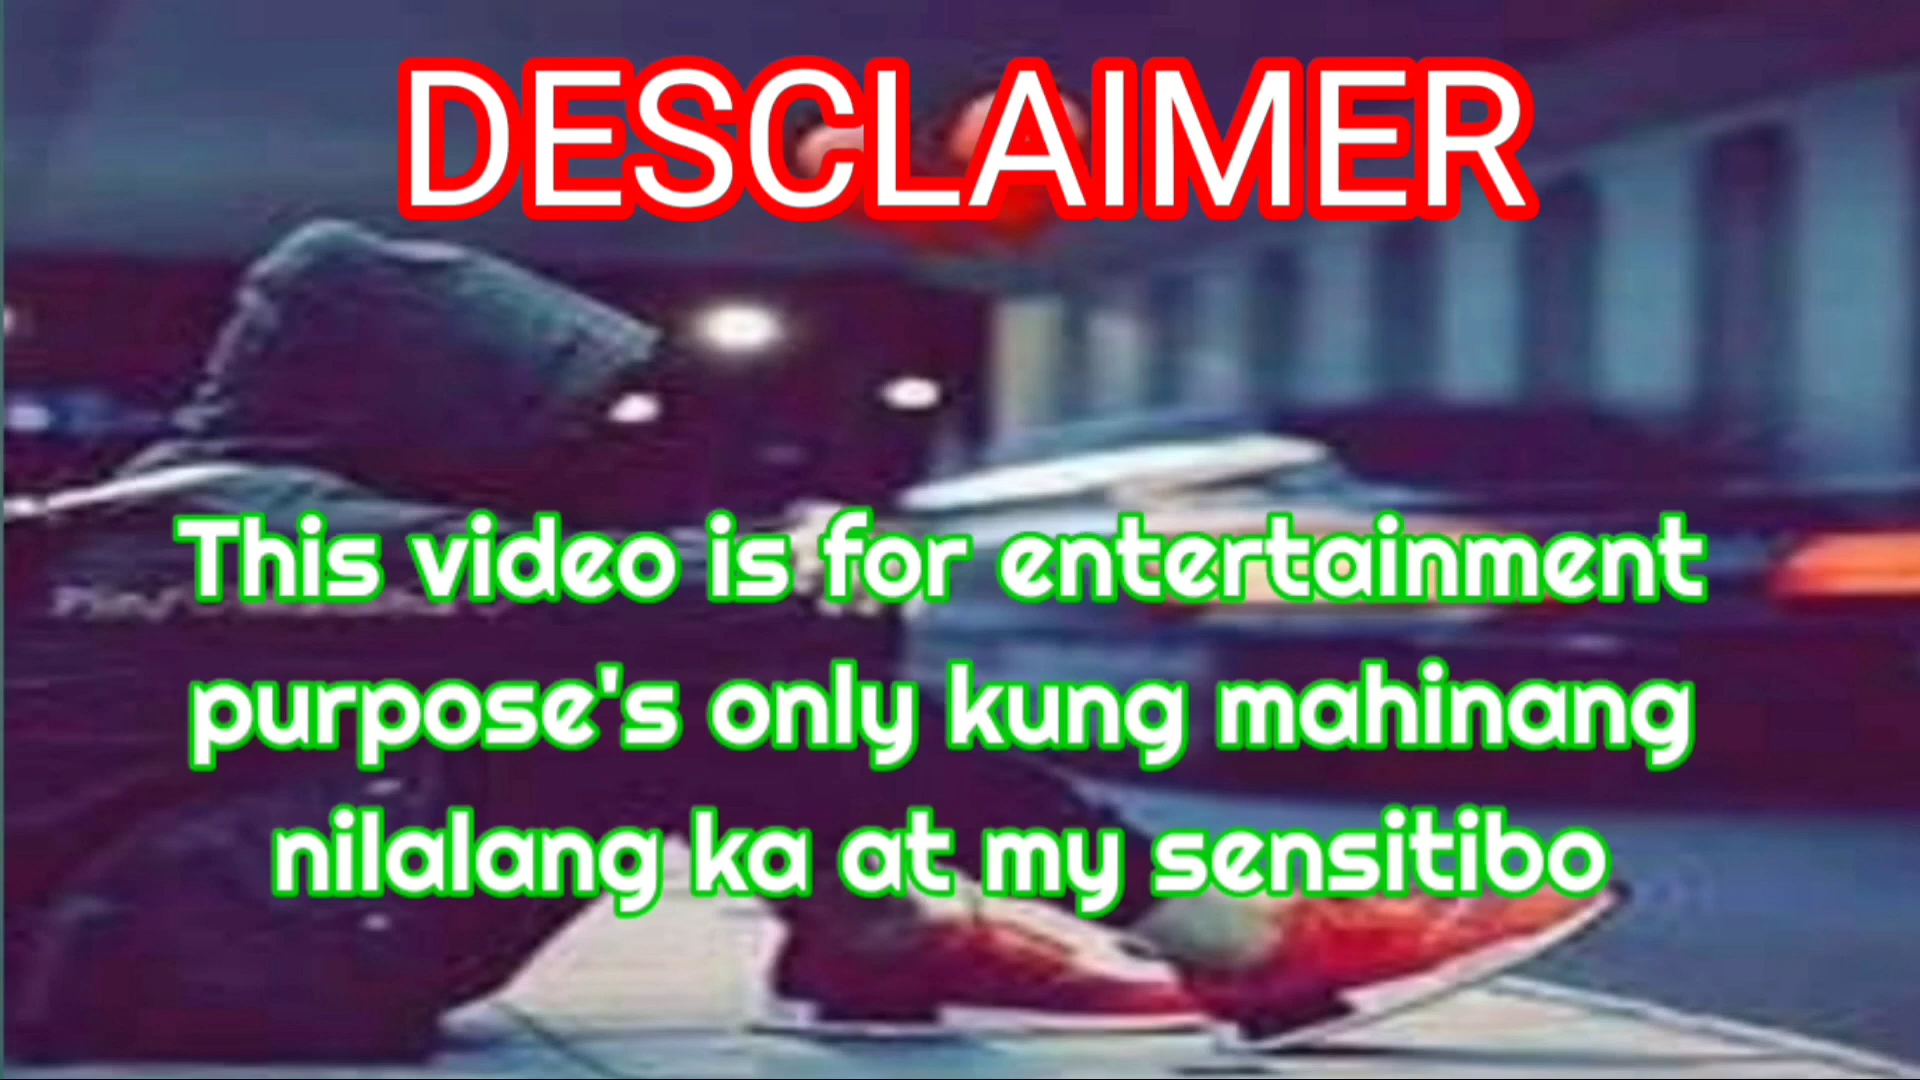 DESCLAIMER
This video is for entertainment
purpose's only kung mahinang
nilalang ka at my sensitibo